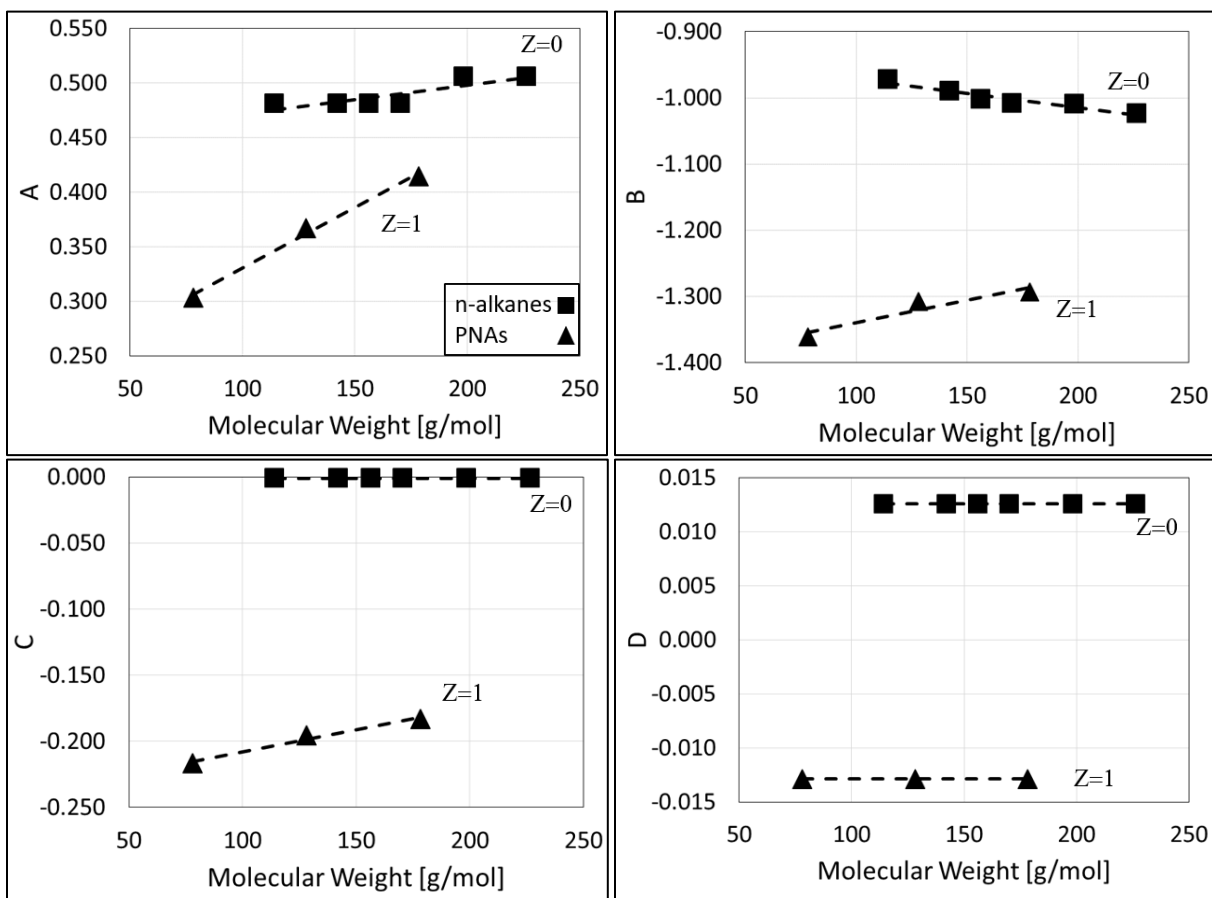 0.550
0.500
0.450
0.400
0.350
0.300
0.250
A
Z=0
Z=1
n-alkanes
PNAs
50 100 150 200 250
Molecular Weight [g/mol]
-0.900
-1.000
-1.100
-1.200
-1.300
-1.400
B
Z=0
Z=1
50 100 150 200 250
Molecular Weight [g/mol]
0.000
-0.050
-0.100
-0.150
-0.200
-0.250
C
Z=0
Z=1
50 100 150 200 250
Molecular Weight [g/mol]
0.015
0.010
0.005
0.000
-0.005
-0.010
-0.015
D
Z=0
Z=1
50 100 150 200 250
Molecular Weight [g/mol]